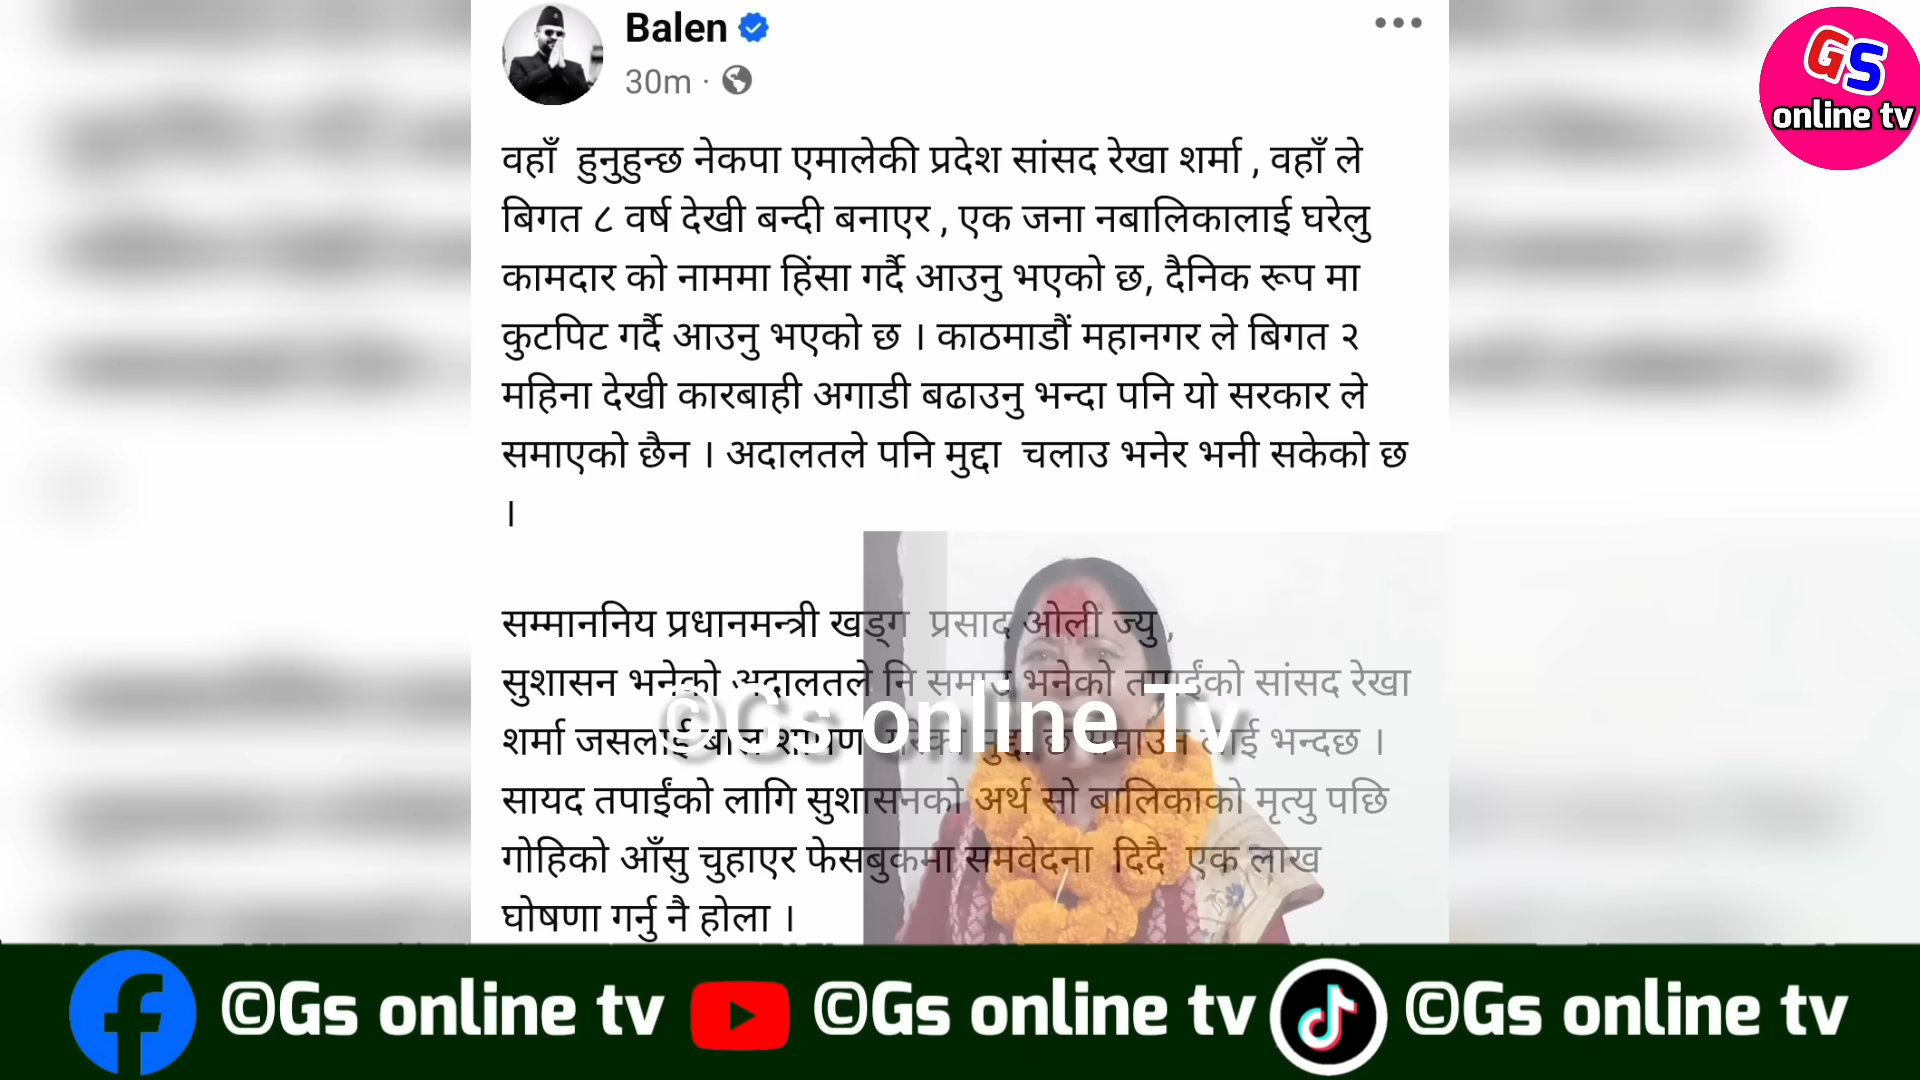 Balen
30m ·
वहाँ हुनुहुन्छ नेकपा एमालेकी प्रदेश सांसद रेखा शर्मा , वहाँ ले
बिगत ८ वर्ष देखी बन्दी बनाएर , एक जना नबालिकालाई घरेलु
कामदार को नाममा हिंसा गर्दै आउनु भएको छ, दैनिक रूप मा
कुटपिट गर्दै आउनु भएको छ । काठमाडौं महानगर ले बिगत २
महिना देखी कारबाही अगाडी बढाउनु भन्दा पनि यो सरकार ले
समाएको छैन । अदालतले पनि मुद्दा चलाउ भनेर भनी सकेको छ
।
सम्माननिय प्रधानमन्त्री खड्ग प्रसाद ओली ज्यु ,
सुशासन भनेको अदालतले नि समाउ भनेको तपाईंको सांसद रेखा
शर्मा जसलाई बाल शोषण गरेको मुद्दा छ समाउन लाई भन्दछ ।
सायद तपाईंको लागि सुशासनको अर्थ सो बालिकाको मृत्यु पछि
गोहिको आँसु चुहाएर फेसबुकमा समवेदना दिदै एक लाख
घोषणा गर्नु नै होला ।
GS
online tv
©Gs online Tv
©Gs online tv
©Gs online tv
©Gs online tv